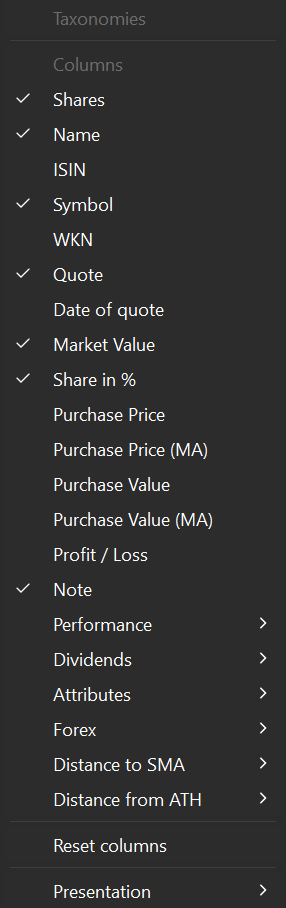 Taxonomies
Columns
Shares
Name
ISIN
Symbol
WKN
Quote
Date of quote
Market Value
Share in %
Purchase Price
Purchase Price (MA)
Purchase Value
Purchase Value (MA)
Profit / Loss
Note
Performance
Dividends
Attributes
Forex
Distance to SMA
Distance from ATH
Reset columns
Presentation